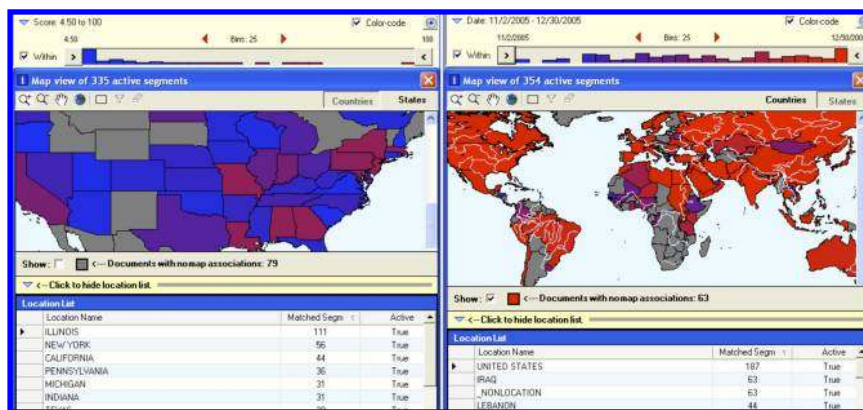 Score: 4.50 to 100
Color-code
4.50
Bins: 25
100
Within
Map view of 335 active segments
Countries
States
Show:
<--- Documents with no map associations: 79
<--Click to hide location list
Location List
Location Name
Matched Segm
Active
ILLINOIS
111
True
NEW YORK
56
True
CALIFORNIA
44
True
PENNSYLVANIA
36
True
MICHIGAN
31
True
INDIANA
31
True
Date: 11/2/2005 - 12/30/2005
Color-code
11/2/2005
Bins: 25
Within
Map view of 354 active segments
Countries
States
Show:
<--- Documents with no map associations: 63
<--Click to hide location list
Location List
Location Name
Matched Segm
Active
UNITED STATES
187
True
IRAQ
63
True
_NONLOCATION
63
True
LEBANON
44
True